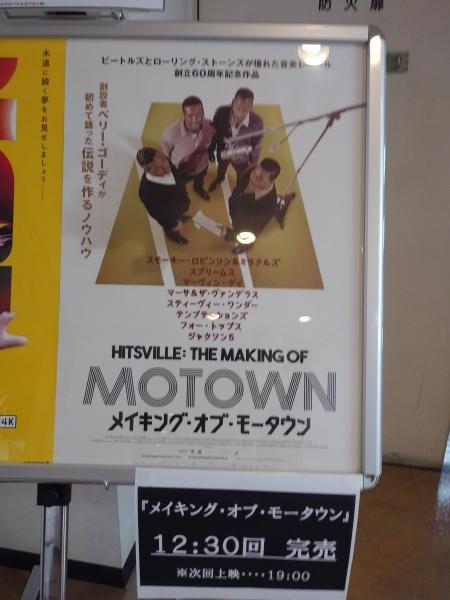 防火扉
永遠に続く夢をお見せしましょう……
ビートルズとローリング・ストーンズが憧れた音楽レーベル
創立60周年記念作品
創設者ベリー・ゴーディが
初めて語った伝説を作るノウハウ
スモーキー・ロビンソン&ミラクルズ
スプリームス
マーヴィン・ゲイ
マーサ&ザ・ヴァンデラス
スティーヴィー・ワンダー
テンプテーションズ
フォー・トップス
ジャクソン5
HITSVILLE: THE MAKING OF
MOTOWN
メイキング・オブ・モータウン
4K
『メイキング・オブ・モータウン』
12:30回 完売
※次回上映････19:00